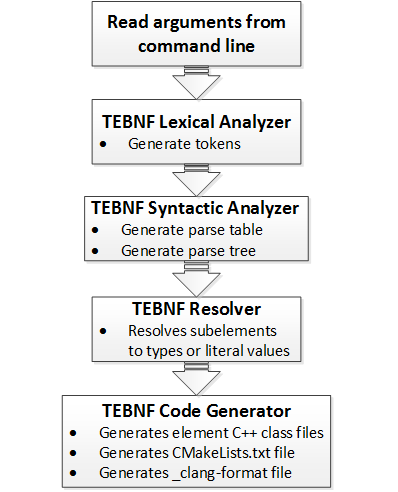 Read arguments from
command line
TEBNF Lexical Analyzer
• Generate tokens
TEBNF Syntactic Analyzer
• Generate parse table
• Generate parse tree
TEBNF Resolver
• Resolves subelements
to types or literal values
TEBNF Code Generator
• Generates element C++ class files
• Generates CMakeLists.txt file
• Generates _clang-format file